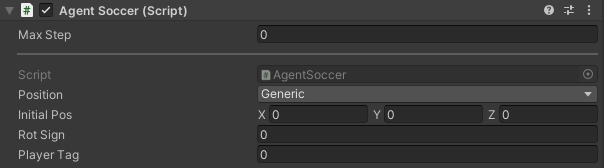 Agent Soccer (Script)
Max Step 0
Script AgentSoccer
Position Generic
Initial Pos X 0 Y 0 Z 0
Rot Sign 0
Player Tag 0